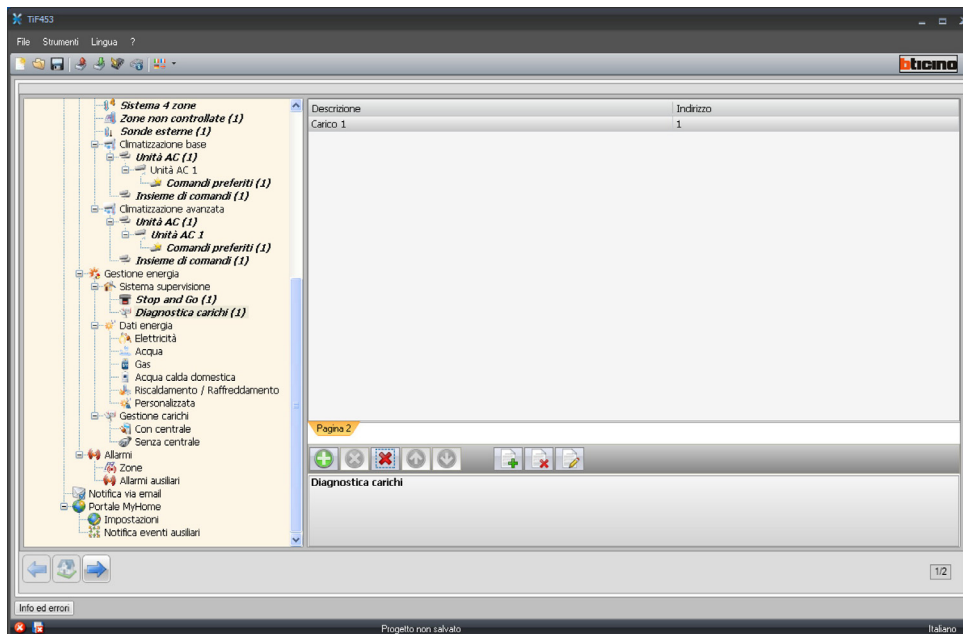 TiF453
File Strumenti Lingua ?
bticino
Sistema 4 zone
Zone non controllate (1)
Sonde esterne (1)
Climatizzazione base
Unità AC (1)
Unità AC 1
Comandi preferiti (1)
Insieme di comandi (1)
Climatizzazione avanzata
Unità AC (1)
Unità AC 1
Comandi preferiti (1)
Insieme di comandi (1)
Gestione energia
Sistema supervisione
Stop and Go (1)
Diagnostica carichi (1)
Dati energia
Elettricità
Acqua
Gas
Acqua calda domestica
Riscaldamento / Raffreddamento
Personalizzata
Gestione carichi
Con centrale
Senza centrale
Allarmi
Zone
Allarmi ausiliari
Notifica via email
Portale MyHome
Impostazioni
Notifica eventi ausiliari
Descrizione Indirizzo
Carico 1 1
Pagina 2
Diagnostica carichi
1/2
Info ed errori
Progetto non salvato Italiano